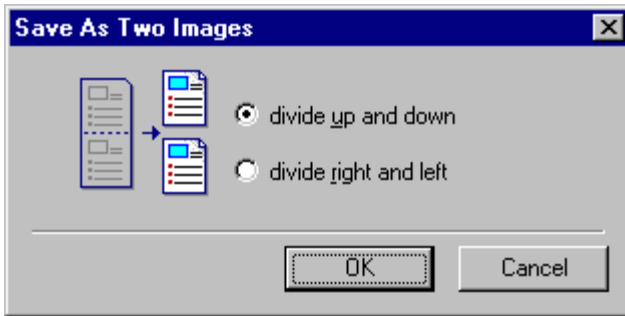 Save As Two Images
divide up and down
divide right and left
OK
Cancel